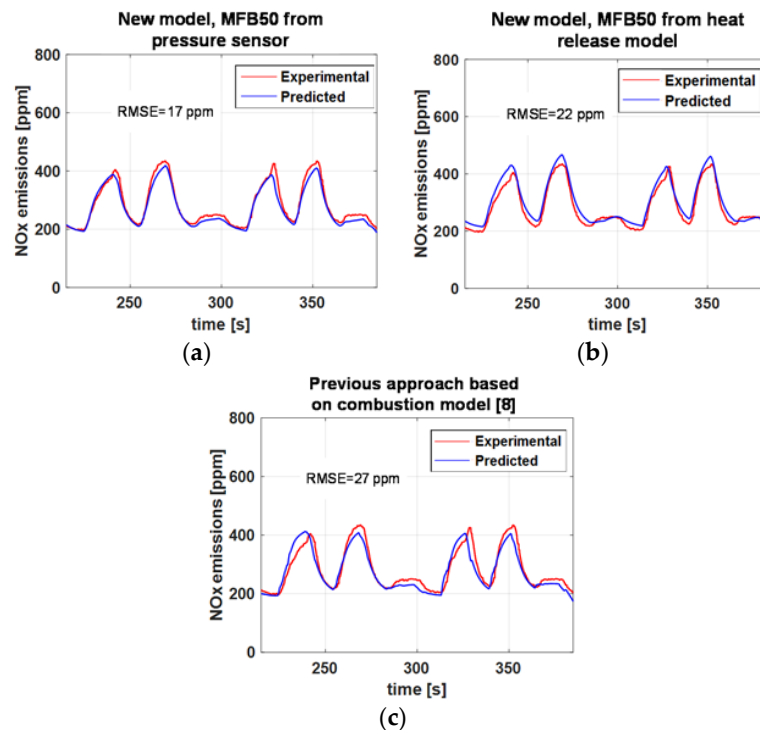 New model, MFB50 from
pressure sensor
800
600
400
200
0
NOx emissions [ppm]
RMSE=17 ppm
Experimental
Predicted
250
300
350
time [s]
(a)
New model, MFB50 from heat
release model
800
600
400
200
0
NOx emissions [ppm]
RMSE=22 ppm
Experimental
Predicted
250
300
350
time [s]
(b)
Previous approach based
on combustion model [8]
800
600
400
200
0
NOx emissions [ppm]
RMSE=27 ppm
Experimental
Predicted
250
300
350
time [s]
(c)